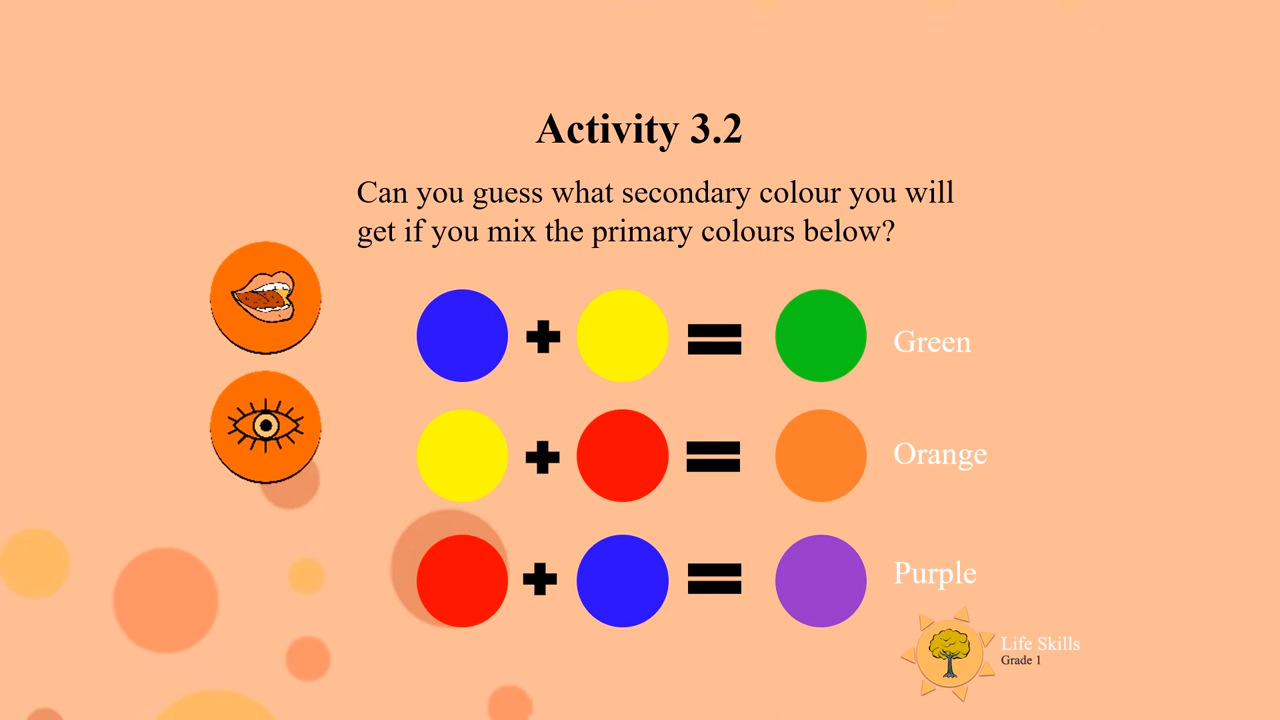 Activity 3.2
Can you guess what secondary colour you will
get if you mix the primary colours below?
Green
Orange
Purple
Life Skills
Grade 1